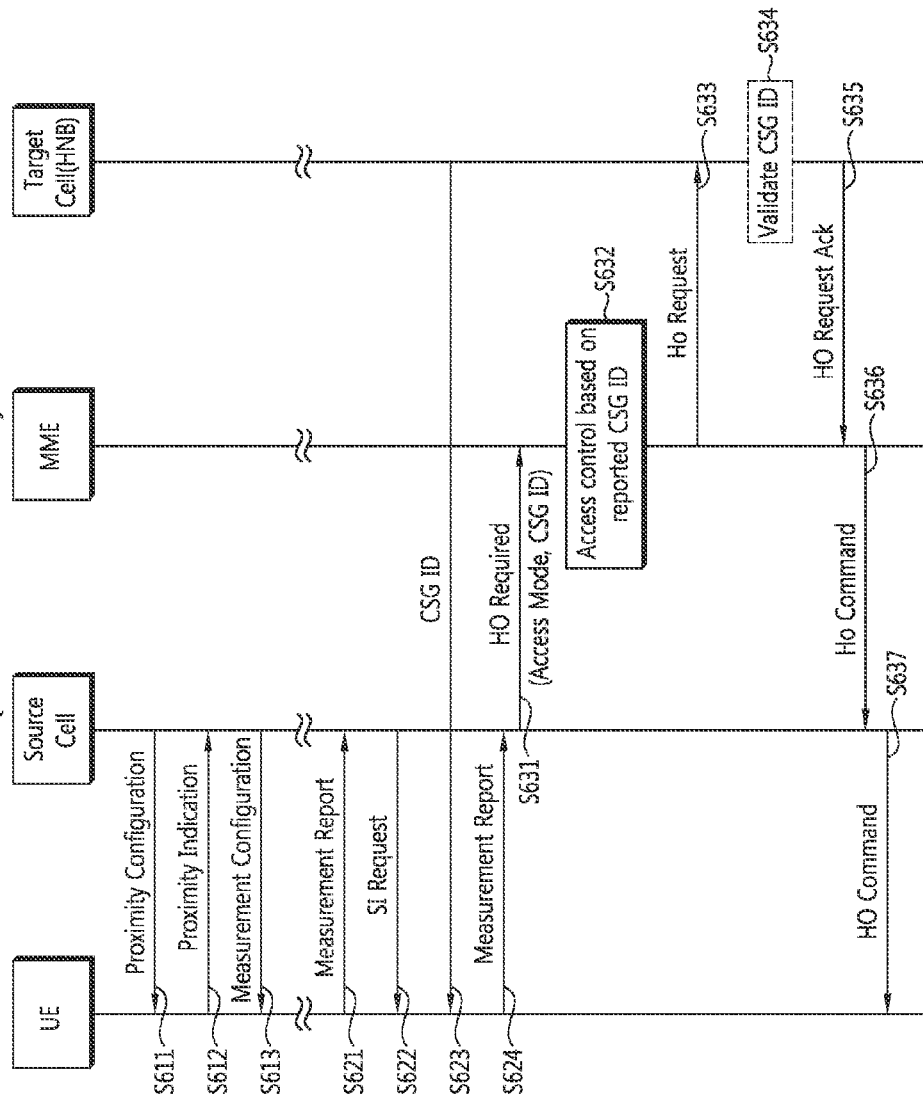 UE
Source
Cell
MME
Target
Cell(HNB)
S611
Proximity Configuration
S612
Proximity Indication
S613
Measurement Configuration
S621
Measurement Report
S622
SI Request
S623
CSG ID
S624
Measurement Report
S631
HO Required
(Access Mode, CSG ID)
Access control based on
reported CSG ID
S632
Ho Request
S633
Validate CSG ID
S634
HO Request Ack
S635
Ho Command
S636
HO Command
S637